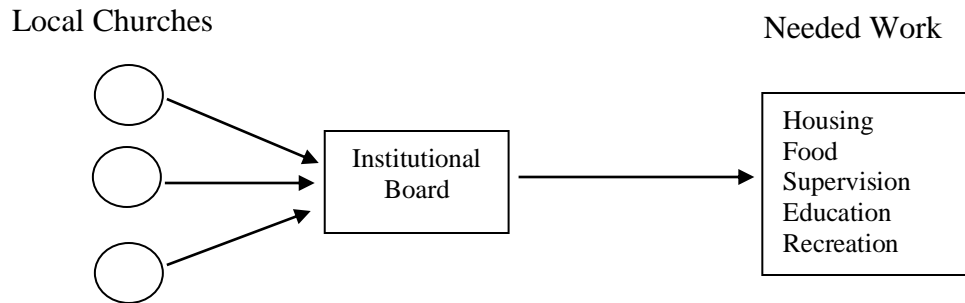 Local Churches
Needed Work
Institutional
Board
Housing
Food
Supervision
Education
Recreation